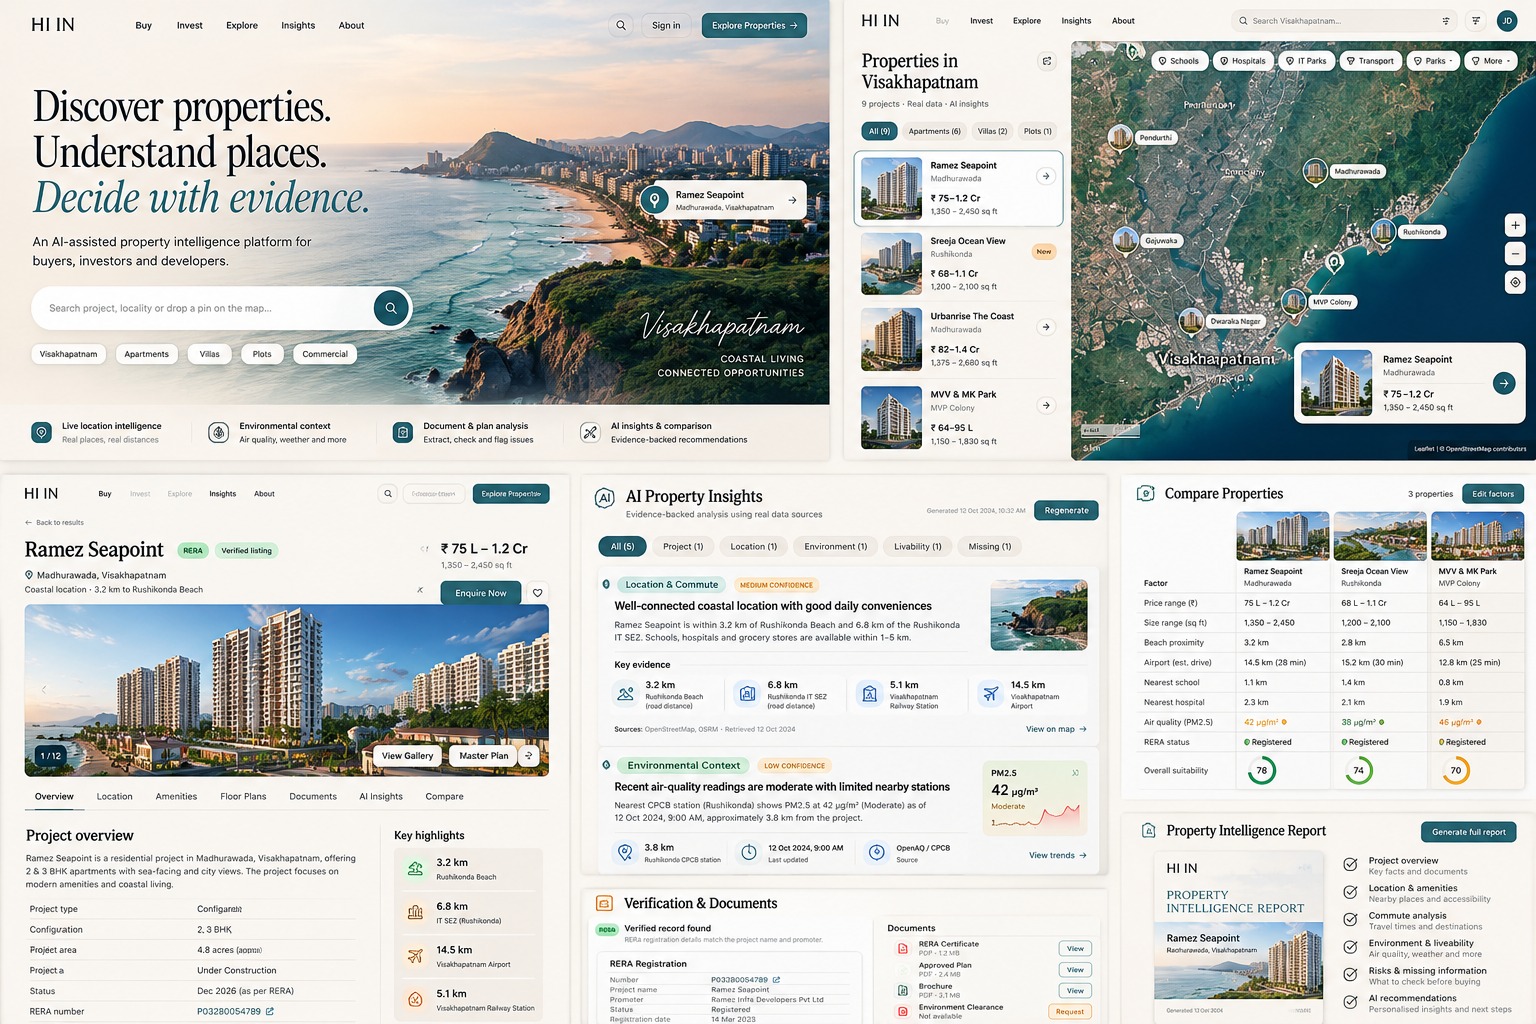 HI IN
Buy
Invest
Explore
Insights
About
Sign in
Explore Properties →
Discover properties.
Understand places.
Decide with evidence.
An AI-assisted property intelligence platform for
buyers, investors and developers.
Search project, locality or drop a pin on the map...
Visakhapatnam
Apartments
Villas
Plots
Commercial
Ramez Seapoint
Madhurawada, Visakhapatnam
Visakhapatnam
COASTAL LIVING
CONNECTED OPPORTUNITIES
Live location intelligence
Real places, real distances
Environmental context
Air quality, weather and more
Document & plan analysis
Extract, check and flag issues
AI insights & comparison
Evidence-backed recommendations
HI IN
Buy
Invest
Explore
Insights
About
Search Visakhapatnam...
JD
Properties in
Visakhapatnam
9 projects · Real data · AI insights
All (9)
Apartments (6)
Villas (2)
Plots (1)
Ramez Seapoint
Madhurawada
₹ 75–1.2 Cr
1,350 – 2,450 sq ft
Sreeja Ocean View
Rushikonda
New
₹ 68–1.1 Cr
1,200 – 2,100 sq ft
Urbanrise The Coast
Madhurawada
₹ 82–1.4 Cr
1,375 – 2,680 sq ft
MVV & MK Park
MVP Colony
₹ 64–95 L
1,150 – 1,830 sq ft
Schools
Hospitals
IT Parks
Transport
Parks
More
Pendurthi
Madhurawada
Gajuwaka
Rushikonda
MVP Colony
Dwaraka Nagar
Ramez Seapoint
Madhurawada
₹ 75–1.2 Cr
1,350 – 2,450 sq ft
5 km
Leaflet | © OpenStreetMap contributors
HI IN
Buy
Invest
Explore
Insights
About
← Back to results
Ramez Seapoint
RERA
Verified listing
₹ 75 L – 1.2 Cr
1,350 – 2,450 sq ft
Madhurawada, Visakhapatnam
Coastal location · 3.2 km to Rushikonda Beach
Enquire Now
1 / 12
View Gallery
Master Plan
Overview
Location
Amenities
Floor Plans
Documents
AI Insights
Compare
Project overview
Ramez Seapoint is a residential project in Madhurawada, Visakhapatnam, offering
2 & 3 BHK apartments with sea-facing and city views. The project focuses on
modern amenities and coastal living.
Project type
Configuration
2, 3 BHK
Project area
4.8 acres (approx)
Project a
Under Construction
Status
Dec 2026 (as per RERA)
RERA number
P03280054789
Key highlights
3.2 km
Rushikonda Beach
6.8 km
IT SEZ (Rushikonda)
14.5 km
Visakhapatnam Airport
5.1 km
Visakhapatnam Railway Station
AI
AI Property Insights
Evidence-backed analysis using real data sources
Generated 12 Oct 2024, 10:32 AM
Regenerate
All (5)
Project (1)
Location (1)
Environment (1)
Livability (1)
Missing (1)
Location & Commute
MEDIUM CONFIDENCE
Well-connected coastal location with good daily conveniences
Ramez Seapoint is within 3.2 km of Rushikonda Beach and 6.8 km of the Rushikonda
IT SEZ. Schools, hospitals and grocery stores are available within 1–5 km.
Key evidence
3.2 km
Rushikonda Beach
(road distance)
6.8 km
Rushikonda IT SEZ
(road distance)
5.1 km
Visakhapatnam
Railway Station
14.5 km
Visakhapatnam
Airport
Sources: OpenStreetMap, OSRM · Retrieved 12 Oct 2024
View on map →
Environmental Context
LOW CONFIDENCE
Recent air-quality readings are moderate with limited nearby stations
Nearest CPCB station (Rushikonda) shows PM2.5 at 42 µg/m³ (Moderate) as of
12 Oct 2024, 9:00 AM, approximately 3.8 km from the project.
PM2.5
42 µg/m³
Moderate
3.8 km
Rushikonda CPCB station
12 Oct 2024, 9:00 AM
Last updated
OpenAQ / CPCB
Source
View trends →
Verification & Documents
RERA
Verified record found
RERA registration details match the project name and promoter.
RERA Registration
Number
P03280054789
Project name
Ramez Seapoint
Promoter
Ramez Infra Developers Pvt Ltd
Status
Registered
Registration date
14 Mar 2023
Documents
RERA Certificate
PDF · 1.2 MB
View
Approved Plan
PDF · 2.4 MB
View
Brochure
PDF · 3.1 MB
View
Environment Clearance
Not available
Request
Compare Properties
3 properties
Edit factors
Factor
Ramez Seapoint
Madhurawada
Sreeja Ocean View
Rushikonda
MVV & MK Park
MVP Colony
Price range (₹)
75 L – 1.2 Cr
68 L – 1.1 Cr
64 L – 95 L
Size range (sq ft)
1,350 – 2,450
1,200 – 2,100
1,150 – 1,830
Beach proximity
3.2 km
2.8 km
6.5 km
Airport (est. drive)
14.5 km (28 min)
15.2 km (30 min)
12.8 km (25 min)
Nearest school
1.1 km
1.4 km
0.8 km
Nearest hospital
2.3 km
2.1 km
1.9 km
Air quality (PM2.5)
42 µg/m³
38 µg/m³
46 µg/m³
RERA status
Registered
Registered
Registered
Overall suitability
78
74
70
Property Intelligence Report
Generate full report
HI IN
PROPERTY
INTELLIGENCE REPORT
Ramez Seapoint
Madhurawada, Visakhapatnam
Project overview
Key facts and documents
Location & amenities
Nearby places and accessibility
Commute analysis
Travel times and destinations
Environment & liveability
Air quality, weather and more
Risks & missing information
What to check before buying
AI recommendations
Personalised insights and next steps